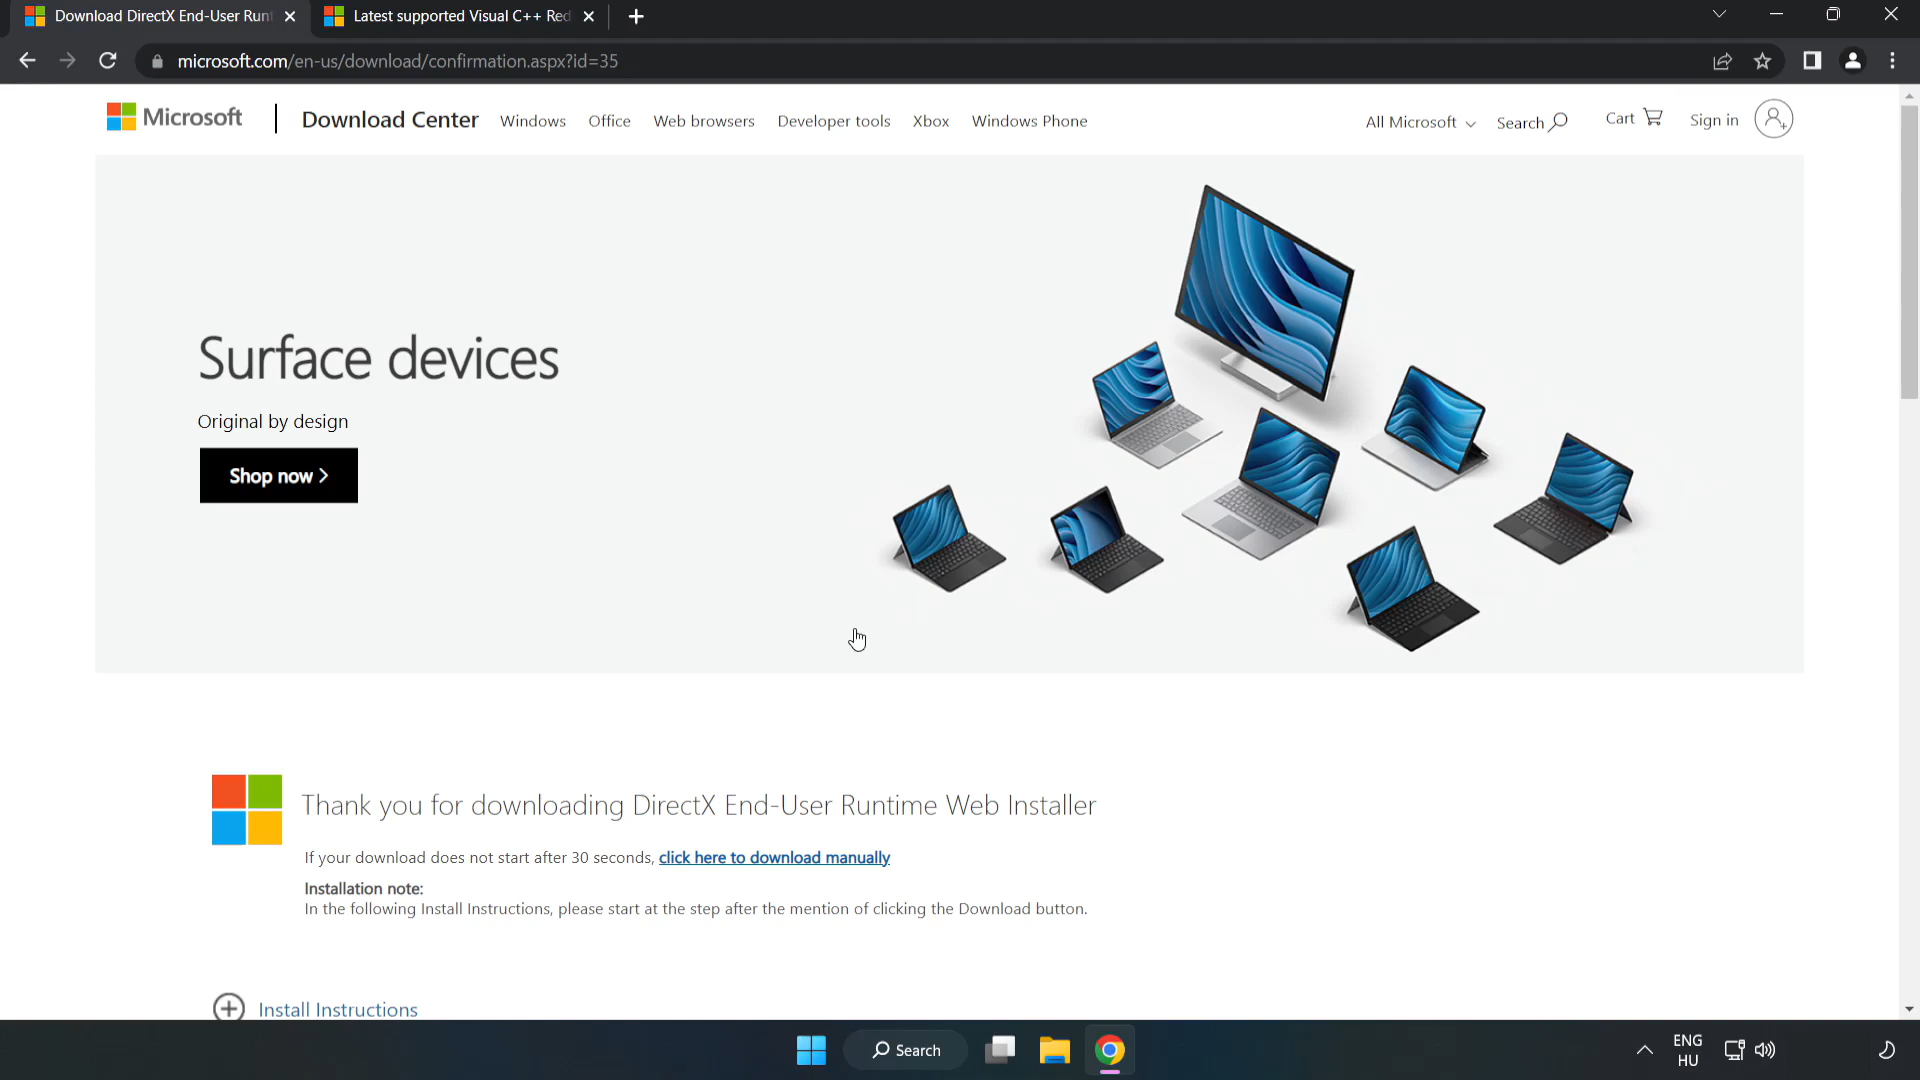 Download DirectX End-User Runt
Latest supported Visual C++ Red
microsoft.com/en-us/download/confirmation.aspx?id=35
Microsoft
Download Center
Windows
Office
Web browsers
Developer tools
Xbox
Windows Phone
All Microsoft
Search
Cart
Sign in
Surface devices
Original by design
Shop now >
Thank you for downloading DirectX End-User Runtime Web Installer
If your download does not start after 30 seconds, click here to download manually
Installation note:
In the following Install Instructions, please start at the step after the mention of clicking the Download button.
Install Instructions
Search
ENG
HU